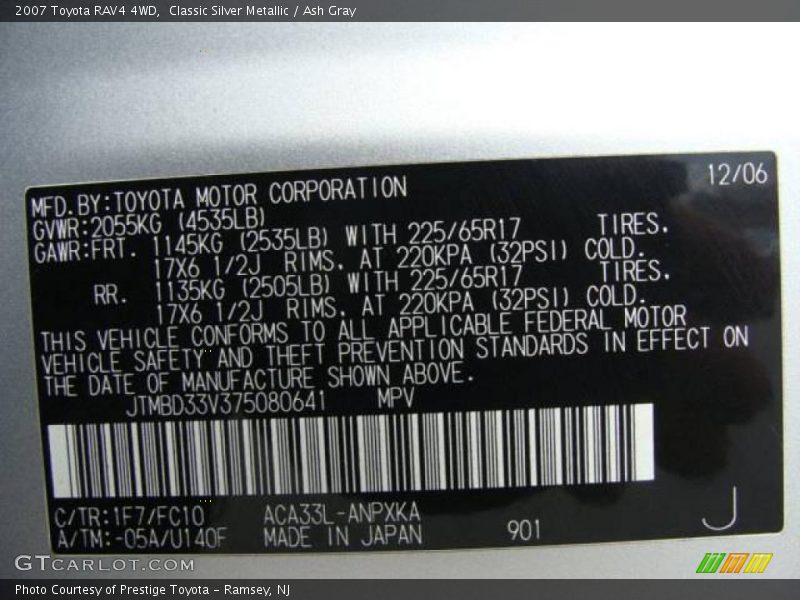 2007 Toyota RAV4 4WD,  Classic Silver Metallic / Ash Gray
12/06
MFD.BY:TOYOTA MOTOR CORPORATION
GVWR:2055KG (4535LB)
GAWR:FRT. 1145KG (2535LB) WITH 225/65R17 TIRES.
17X6 1/2J RIMS. AT 220KPA (32PSI) COLD.
RR. 1135KG (2505LB) WITH 225/65R17 TIRES.
17X6 1/2J RIMS. AT 220KPA (32PSI) COLD.
THIS VEHICLE CONFORMS TO ALL APPLICABLE FEDERAL MOTOR
VEHICLE SAFETY AND THEFT PREVENTION STANDARDS IN EFFECT ON
THE DATE OF MANUFACTURE SHOWN ABOVE.
JTMBD33V375080641 MPV
C/TR:1F7/FC10 ACA33L-ANPXKA
A/TM:-05A/U140F MADE IN JAPAN 901 J
GTCARLOT.COM
Photo Courtesy of Prestige Toyota - Ramsey, NJ